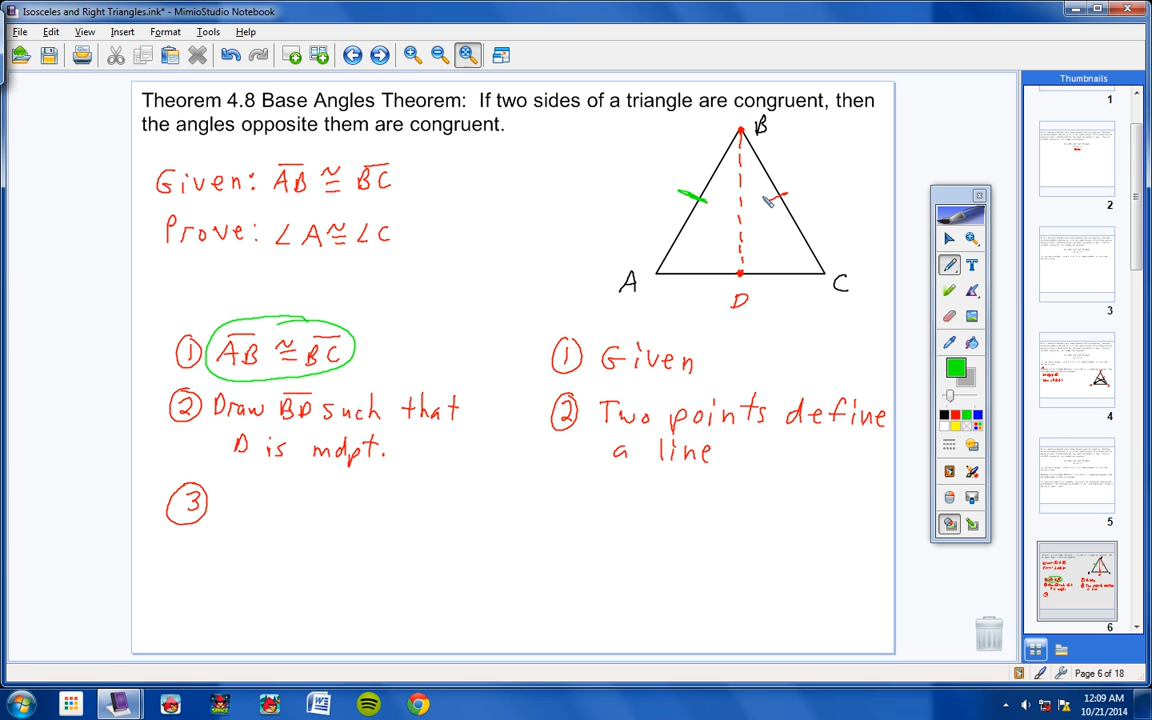 Isosceles and Right Triangles.ink* - MimioStudio Notebook
File Edit View Insert Format Tools Help
Theorem 4.8 Base Angles Theorem: If two sides of a triangle are congruent, then
the angles opposite them are congruent.
Given: AB ≅ BC
Prove: ∠A ≅ ∠C
B
A
C
D
① AB ≅ BC
① Given
② Draw BD such that
D is mdpt.
② Two points define
a line
③
T
Thumbnails
1
2
3
4
5
6
Page 6 of 18
12:09 AM
10/21/2014